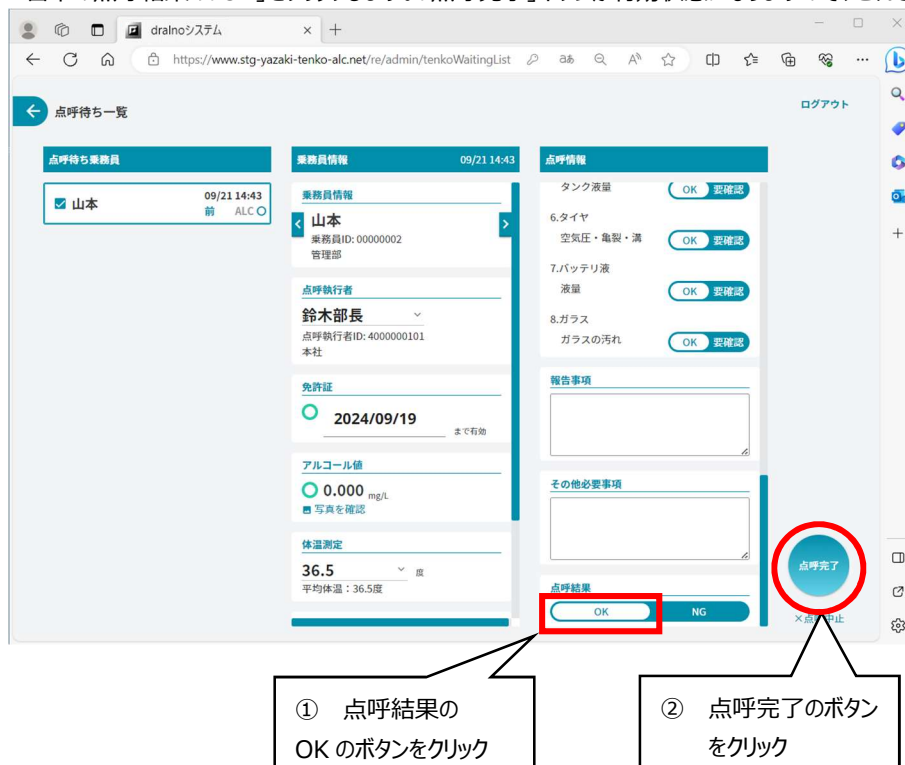 dralnoシステム
https://www.stg-yazaki-tenko-alc.net/re/admin/tenkoWaitingList
点呼待ち一覧
ログアウト
点呼待ち乗務員
山本
09/21 14:43
前 ALC
乗務員情報 09/21 14:43
乗務員情報
山本
乗務員ID: 00000002
管理部
点呼執行者
鈴木部長
点呼執行者ID: 4000000101
本社
免許証
2024/09/19
まで有効
アルコール値
0.000 mg/L
写真を確認
体温測定
36.5 度
平均体温：36.5度
点呼情報
タンク液量 OK 要確認
6.タイヤ
空気圧・亀裂・溝 OK 要確認
7.バッテリ液
液量 OK 要確認
8.ガラス
ガラスの汚れ OK 要確認
報告事項
その他必要事項
点呼結果
OK NG
点呼完了
×点呼中止
① 点呼結果の
OK のボタンをクリック
② 点呼完了のボタン
をクリック